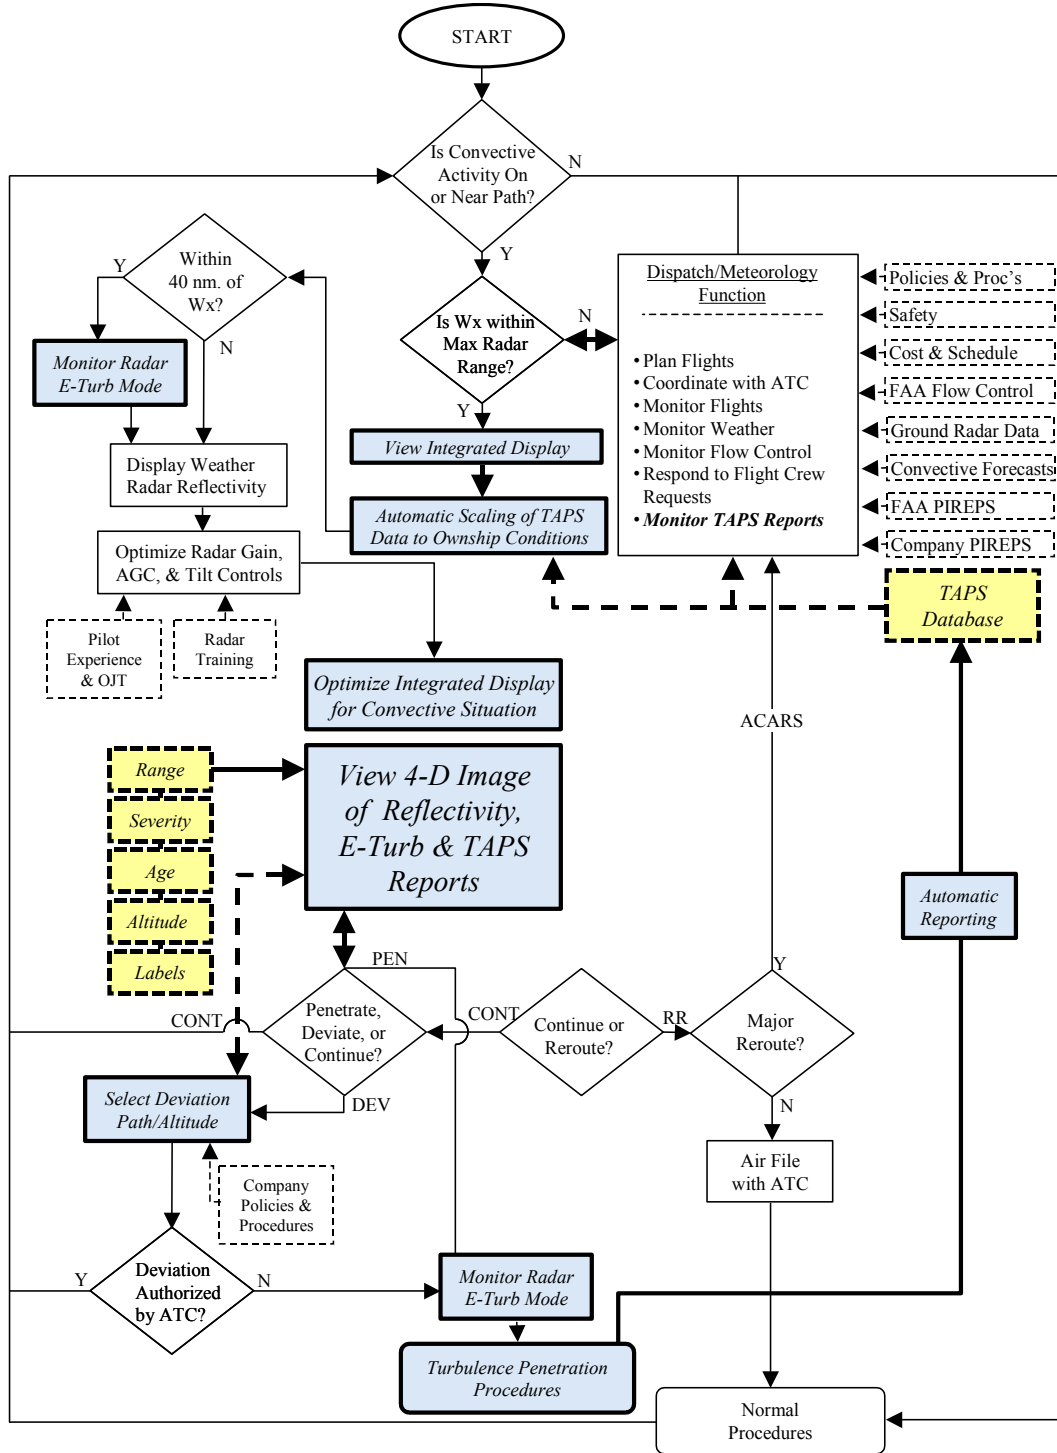 START
Is Convective
Activity On
or Near Path?
N
Y
Within
40 nm. of
Wx?
Y
N
Is Wx within
Max Radar
Range?
N
Y
Dispatch/Meteorology
Function
• Plan Flights
• Coordinate with ATC
• Monitor Flights
• Monitor Weather
• Monitor Flow Control
• Respond to Flight Crew
Requests
• Monitor TAPS Reports
Policies & Proc's
Safety
Cost & Schedule
FAA Flow Control
Ground Radar Data
Convective Forecasts
FAA PIREPS
Company PIREPS
Monitor Radar
E-Turb Mode
View Integrated Display
Display Weather
Radar Reflectivity
Automatic Scaling of TAPS
Data to Ownship Conditions
Optimize Radar Gain,
AGC, & Tilt Controls
TAPS
Database
Pilot
Experience
& OJT
Radar
Training
Optimize Integrated Display
for Convective Situation
ACARS
Range
Severity
Age
Altitude
Labels
View 4-D Image
of Reflectivity,
E-Turb & TAPS
Reports
Automatic
Reporting
PEN
Y
CONT
Penetrate,
Deviate, or
Continue?
CONT
Continue or
Reroute?
RR
Major
Reroute?
DEV
N
Select Deviation
Path/Altitude
Air File
with ATC
Company
Policies &
Procedures
Y
Deviation
Authorized
by ATC?
N
Monitor Radar
E-Turb Mode
Turbulence Penetration
Procedures
Normal
Procedures